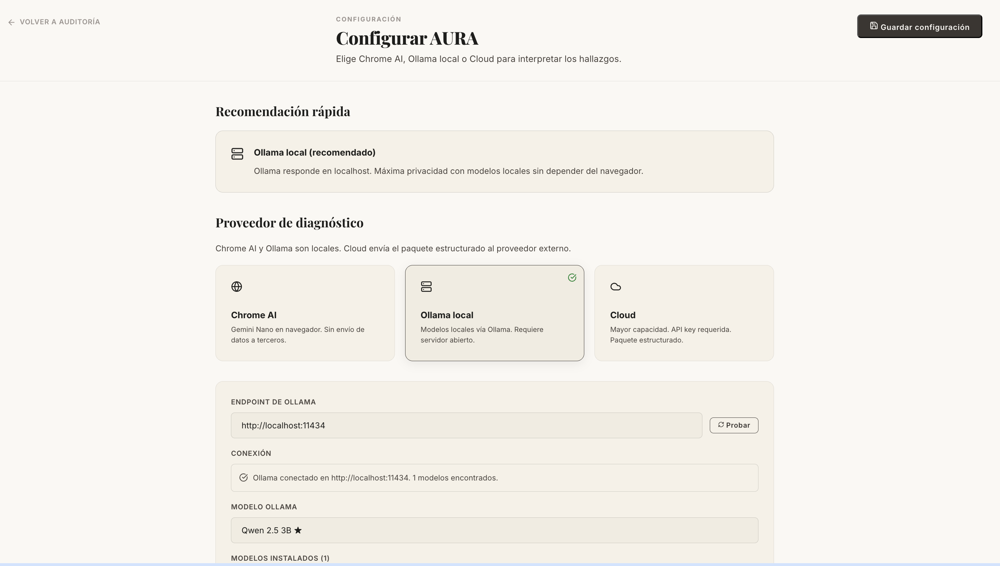 VOLVER A AUDITORÍA
CONFIGURACIÓN
Configurar AURA
Elige Chrome AI, Ollama local o Cloud para interpretar los hallazgos.
Guardar configuración
Recomendación rápida
Ollama local (recomendado)
Ollama responde en localhost. Máxima privacidad con modelos locales sin depender del navegador.
Proveedor de diagnóstico
Chrome AI y Ollama son locales. Cloud envía el paquete estructurado al proveedor externo.
Chrome AI
Gemini Nano en navegador. Sin envío de
datos a terceros.
Ollama local
Modelos locales vía Ollama. Requiere
servidor abierto.
Cloud
Mayor capacidad. API key requerida.
Paquete estructurado.
ENDPOINT DE OLLAMA
http://localhost:11434
Probar
CONEXIÓN
Ollama conectado en http://localhost:11434. 1 modelos encontrados.
MODELO OLLAMA
Qwen 2.5 3B ★
MODELOS INSTALADOS (1)